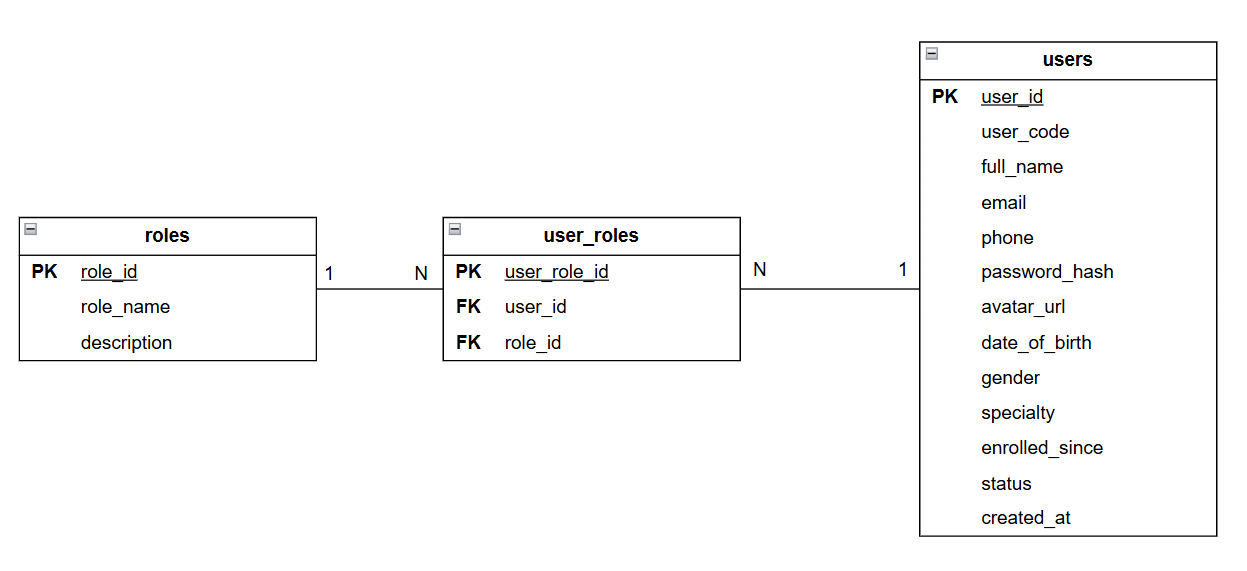 roles
PK role_id
role_name
description
1 N
user_roles
PK user_role_id
FK user_id
FK role_id
N 1
users
PK user_id
user_code
full_name
email
phone
password_hash
avatar_url
date_of_birth
gender
specialty
enrolled_since
status
created_at